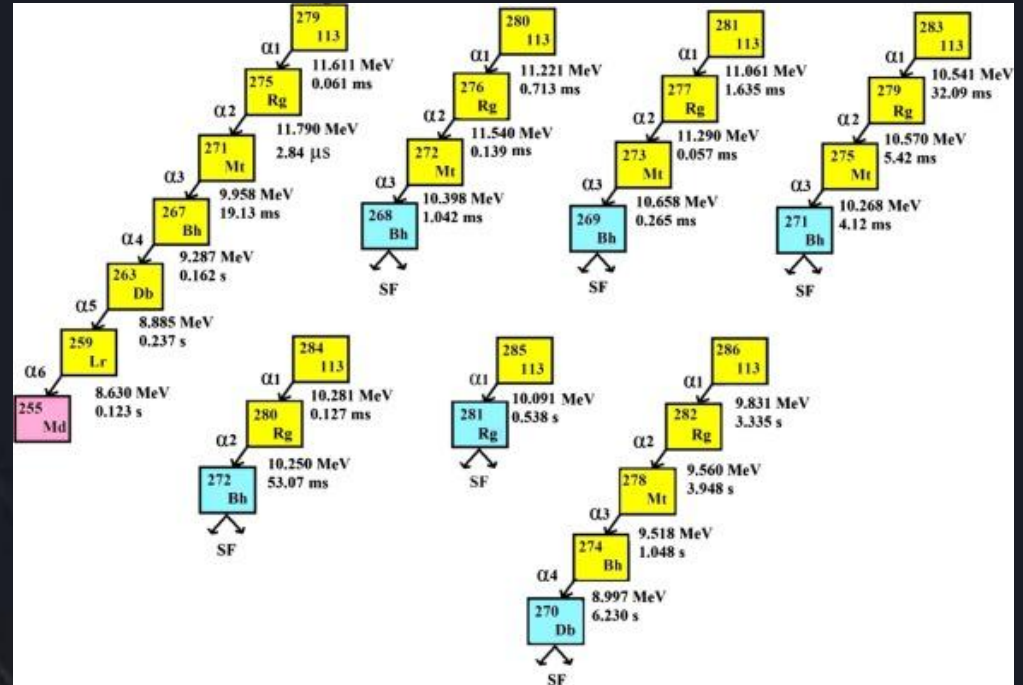 279
113
α1
11.611 MeV
0.061 ms
275
Rg
α2
11.790 MeV
2.84 μs
271
Mt
α3
9.958 MeV
19.13 ms
267
Bh
α4
9.287 MeV
0.162 s
263
Db
α5
8.885 MeV
0.237 s
259
Lr
α6
8.630 MeV
0.123 s
255
Md
280
113
α1
11.221 MeV
0.713 ms
276
Rg
α2
11.540 MeV
0.139 ms
272
Mt
α3
10.398 MeV
1.042 ms
268
Bh
SF
281
113
α1
11.061 MeV
1.635 ms
277
Rg
α2
11.290 MeV
0.057 ms
273
Mt
α3
10.658 MeV
0.265 ms
269
Bh
SF
283
113
α1
10.541 MeV
32.09 ms
279
Rg
α2
10.570 MeV
5.42 ms
275
Mt
α3
10.268 MeV
4.12 ms
271
Bh
SF
284
113
α1
10.281 MeV
0.127 ms
280
Rg
α2
10.250 MeV
53.07 ms
272
Bh
SF
285
113
α1
10.091 MeV
0.538 s
281
Rg
SF
286
113
α1
9.831 MeV
3.335 s
282
Rg
α2
9.560 MeV
3.948 s
278
Mt
α3
9.518 MeV
1.048 s
274
Bh
α4
8.997 MeV
6.230 s
270
Db
SF